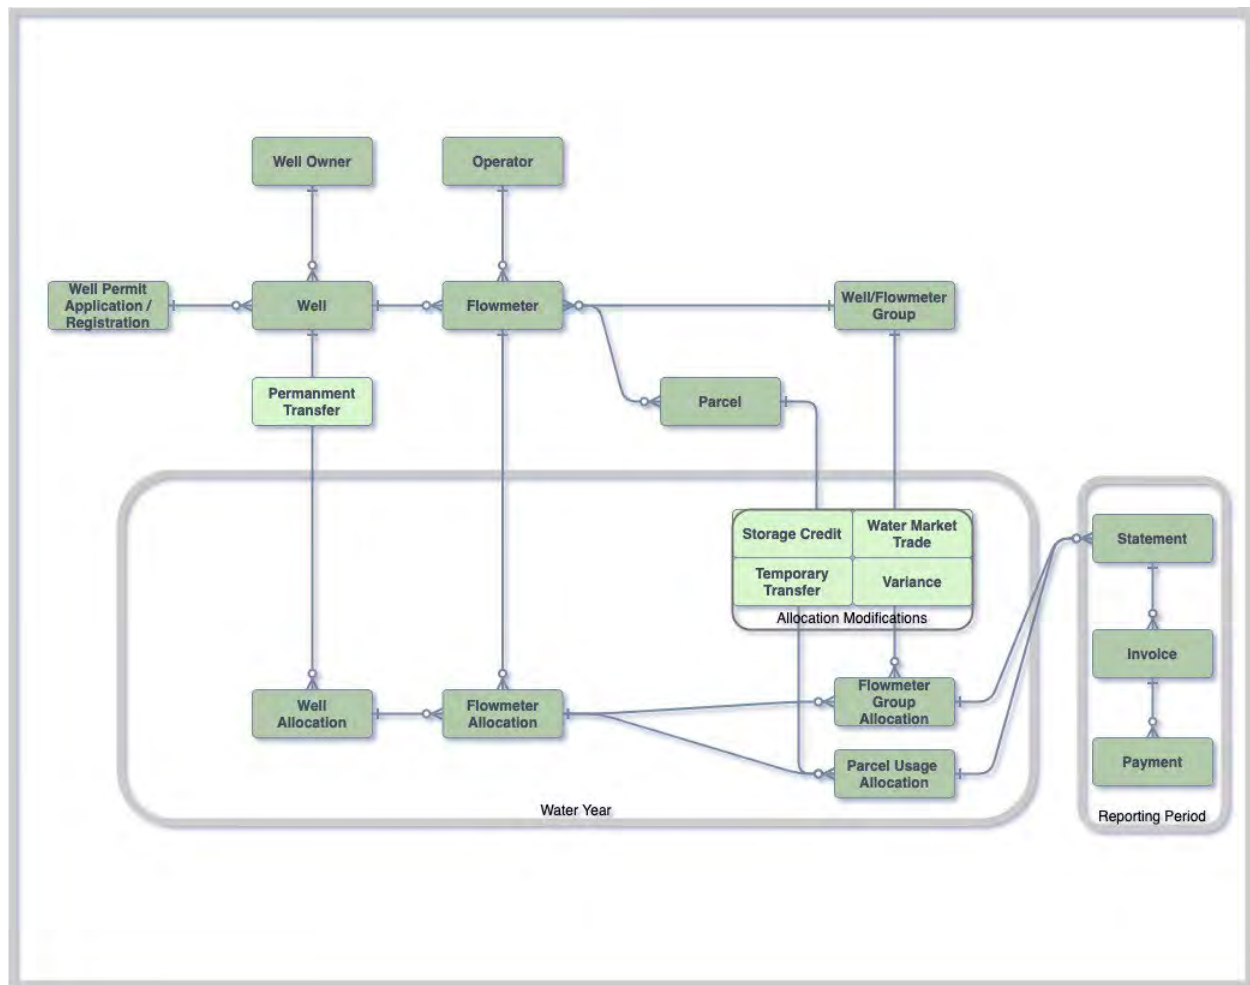 Well Owner
Operator
Well Permit
Application /
Registration
Well
Flowmeter
Well/Flowmeter
Group
Permanment
Transfer
Parcel
Storage Credit
Water Market
Trade
Temporary
Transfer
Variance
Allocation Modifications
Statement
Invoice
Well
Allocation
Flowmeter
Allocation
Flowmeter
Group
Allocation
Parcel Usage
Allocation
Payment
Water Year
Reporting Period